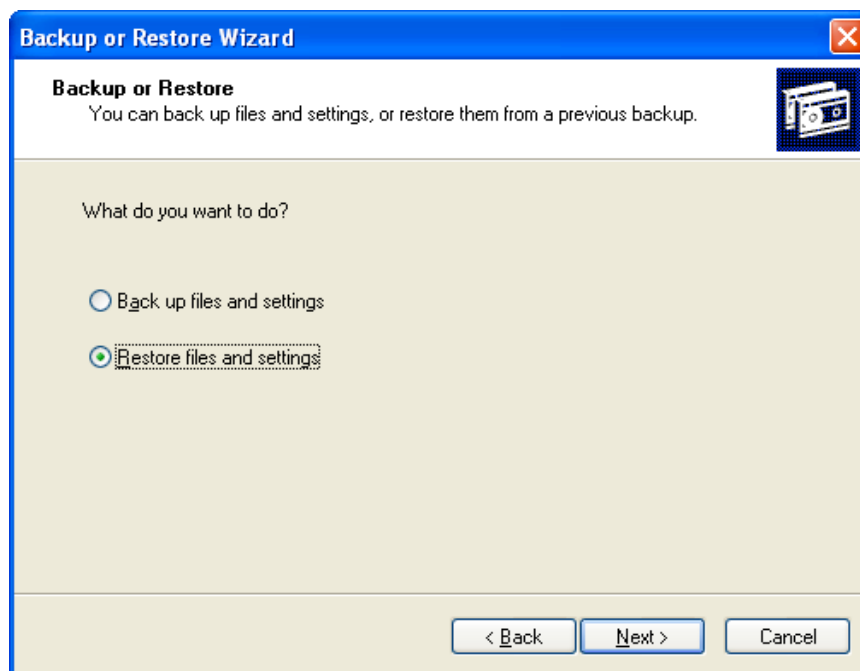 Backup or Restore Wizard
Backup or Restore
You can back up files and settings, or restore them from a previous backup.
What do you want to do?
Back up files and settings
Restore files and settings
< Back
Next >
Cancel